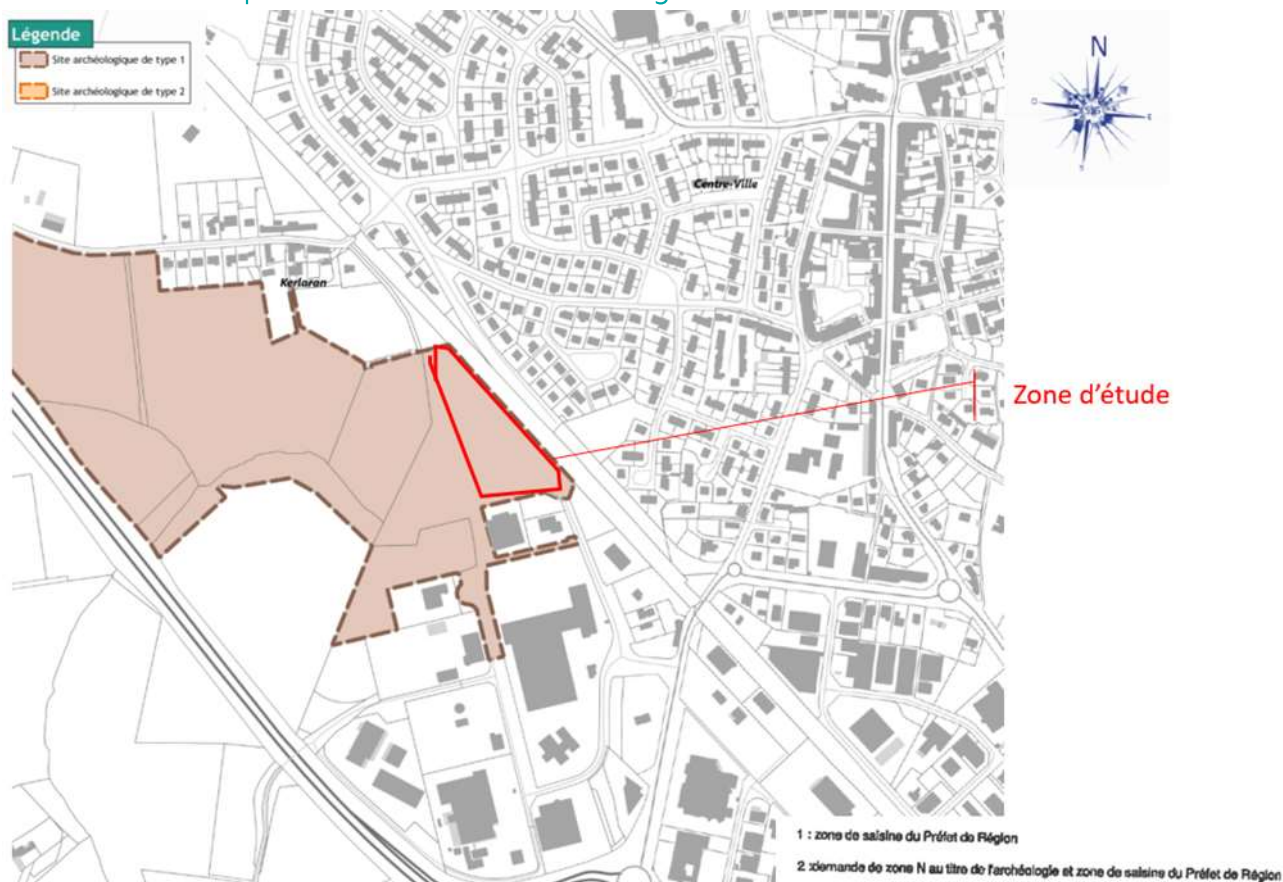 Légende
Site archéologique de type 1
Site archéologique de type 2
N
O
E
S
Centre-Ville
Kerlaran
Zone d'étude
1 : zone de saisine du Préfet de Région
2 :demande de zone N au titre de l'archéologie et zone de saisine du Préfet de Région